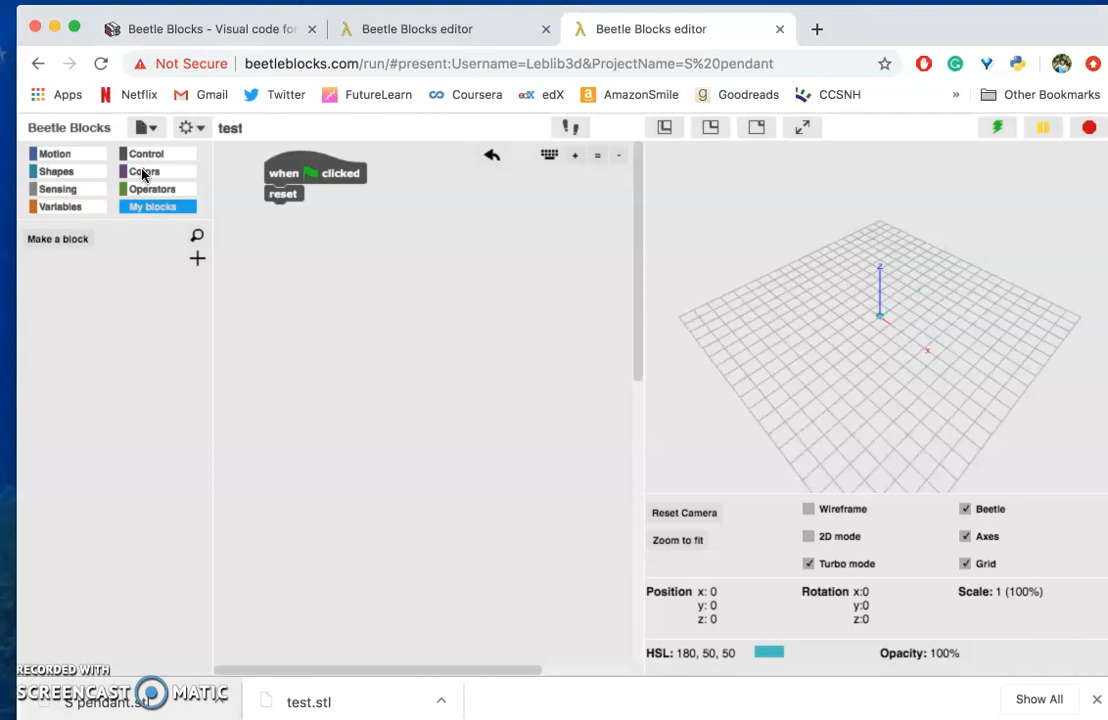 Beetle Blocks - Visual code for
Beetle Blocks editor
Beetle Blocks editor
Not Secure
beetleblocks.com/run/#present:Username=Leblib3d&ProjectName=S%20pendant
Apps
Netflix
Gmail
Twitter
FutureLearn
Coursera
edX
AmazonSmile
Goodreads
CCSNH
»
Other Bookmarks
Beetle Blocks
test
Motion
Control
Shapes
Colors
Sensing
Operators
Variables
My blocks
Make a block
when clicked
reset
+ = -
Z
x
Reset Camera
Zoom to fit
Wireframe
2D mode
Turbo mode
Beetle
Axes
Grid
Position x: 0
y: 0
z: 0
Rotation x:0
y:0
z:0
Scale: 1 (100%)
HSL: 180, 50, 50
Opacity: 100%
RECORDED WITH
SCREENCAST MATIC
S pendant.stl
test.stl
Show All